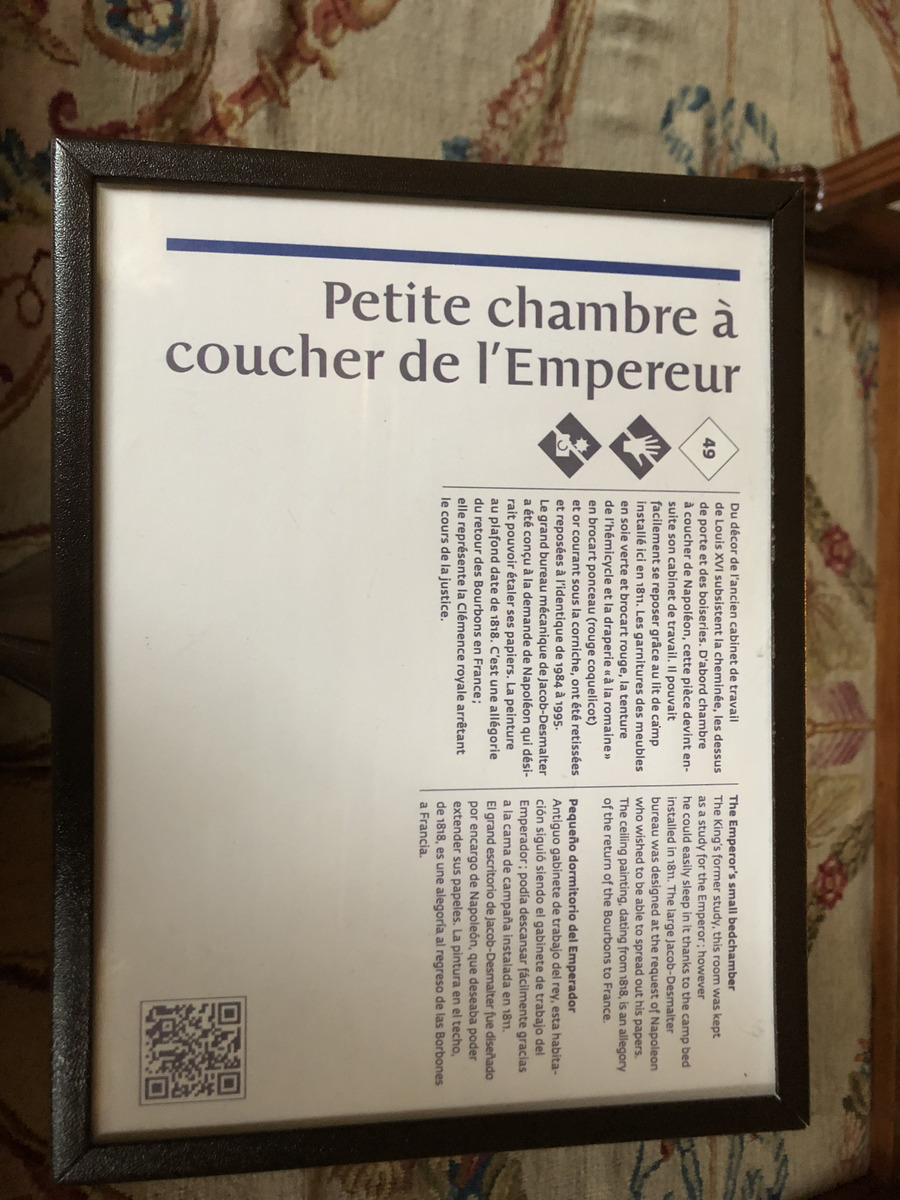 Petite chambre à
coucher de l'Empereur
49
Du décor de l'ancien cabinet de travail
de Louis XVI subsistent la cheminée, les dessus
de porte et des boiseries. D'abord chambre
à coucher de Napoléon, cette pièce devint en-
suite son cabinet de travail. Il pouvait
facilement se reposer grâce au lit de camp
installé ici en 1811. Les garnitures des meubles
en soie verte et brocart rouge, la tenture
de l'hémicycle et la draperie « à la romaine »
en brocart ponceau (rouge coquelicot)
et or courant sous la corniche, ont été retissées
et reposées à l'identique de 1984 à 1995.
Le grand bureau mécanique de Jacob-Desmalter
a été conçu à la demande de Napoléon qui dési-
rait pouvoir étaler ses papiers. La peinture
au plafond date de 1818. C'est une allégorie
du retour des Bourbons en France ;
elle représente la Clémence royale arrêtant
le cours de la justice.
The Emperor's small bedchamber
The King's former study, this room was kept
as a study for the Emperor ; however
he could easily sleep in it thanks to the camp bed
installed in 1811. The large Jacob-Desmalter
bureau was designed at the request of Napoleon
who wished to be able to spread out his papers.
The ceiling painting, dating from 1818, is an allegory
of the return of the Bourbons to France.
Pequeño dormitorio del Emperador
Antiguo gabinete de trabajo del rey, esta habita-
ción siguió siendo el gabinete de trabajo del
Emperador ; podía descansar fácilmente gracias
a la cama de campaña instalada en 1811.
El grand escritorio de Jacob-Desmalter fue diseñado
por encargo de Napoleón, que deseaba poder
extender sus papeles. La pintura en el techo,
de 1818, es une alegoría al regreso de las Borbones
a Francia.